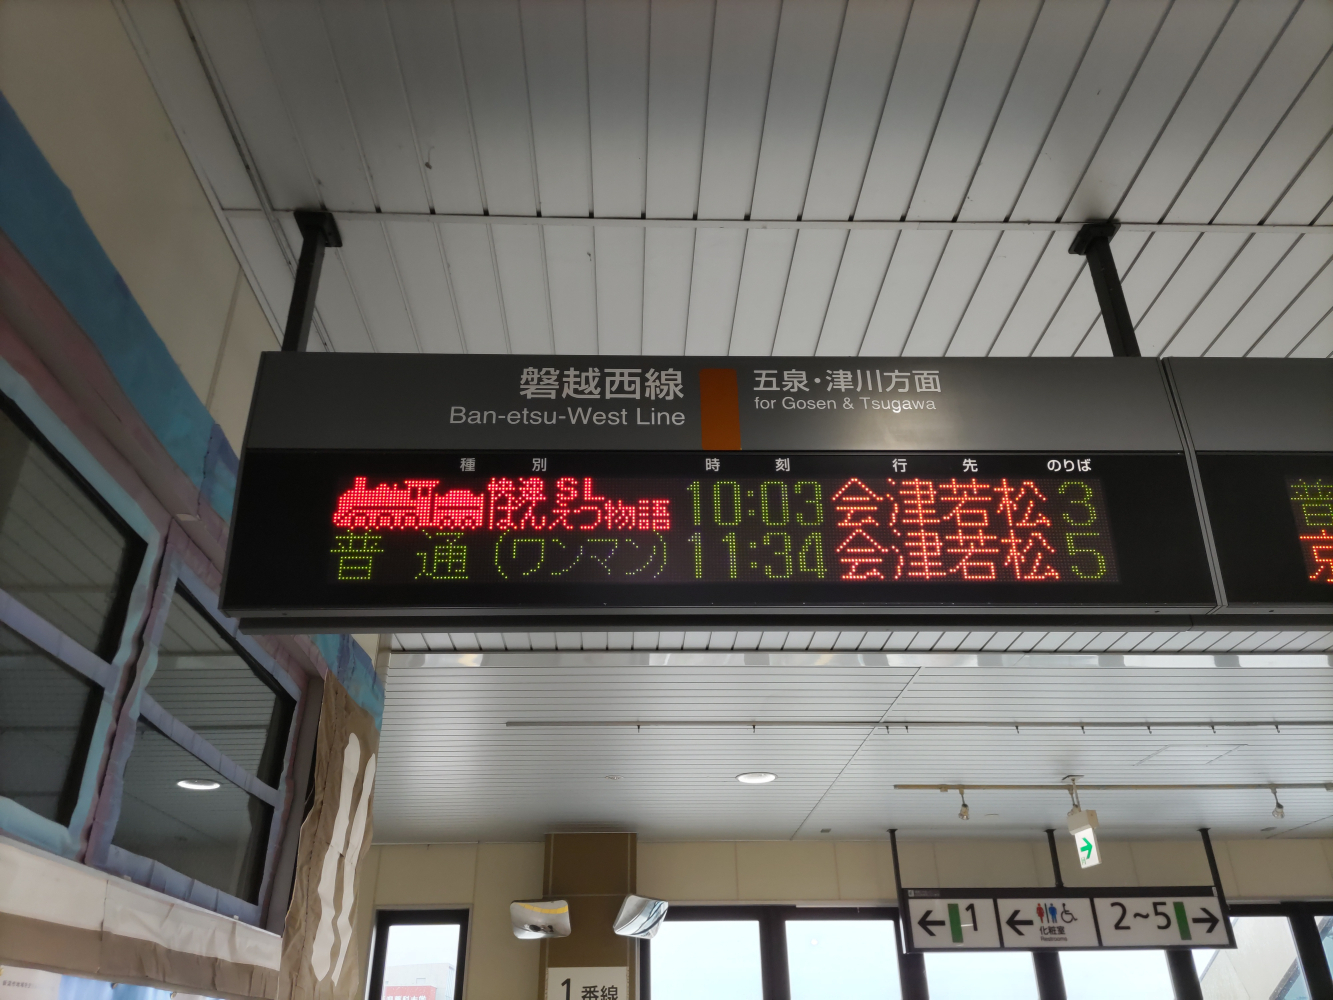 磐越西線 五泉・津川方面
Ban-etsu-West Line for Gosen & Tsugawa
種別 時刻 行先 のりば
快速 SL
ばんえつ物語 10:03 会津若松 3
普通 (ワンマン) 11:34 会津若松 5
普
京
← 1 ← 化粧室 2~5 →
Restrooms
1番線